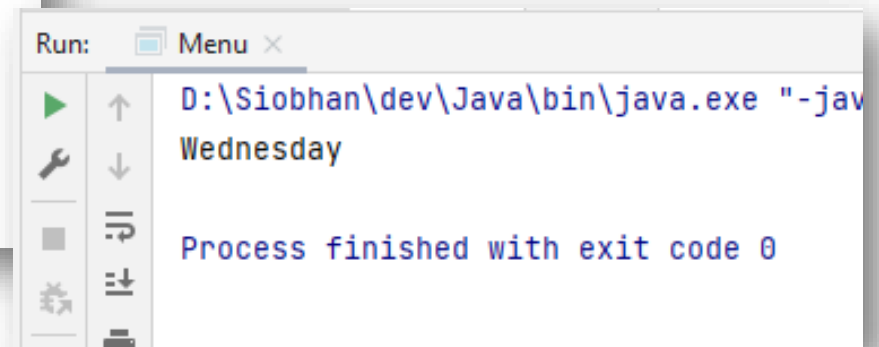 Run: Menu
D:\Siobhan\dev\Java\bin\java.exe "-jav
Wednesday
Process finished with exit code 0